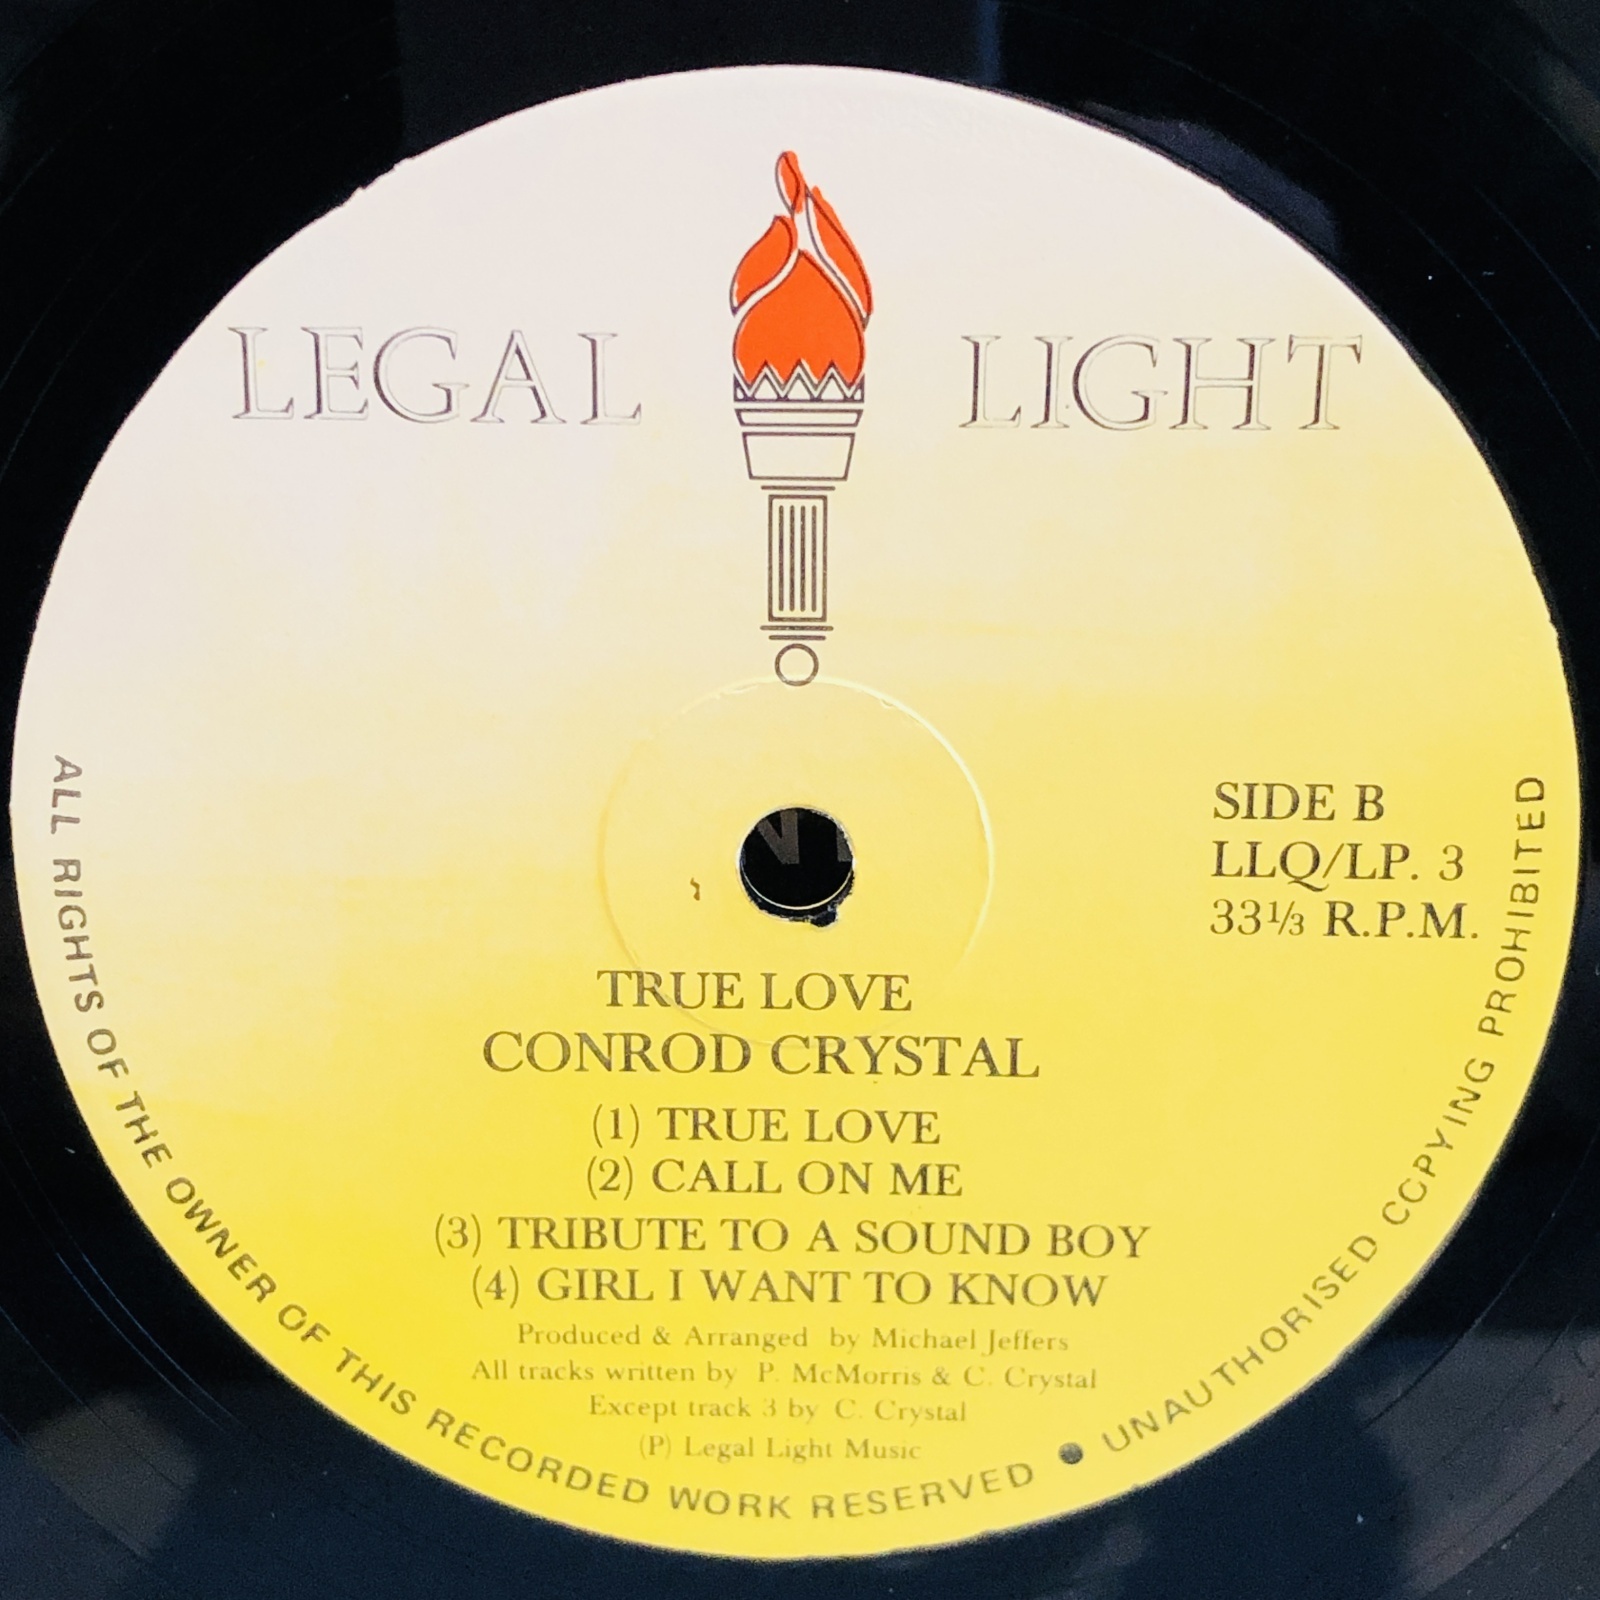 LEGAL LIGHT
SIDE B
LLQ/LP. 3
33⅓ R.P.M.
TRUE LOVE
CONROD CRYSTAL
(1) TRUE LOVE
(2) CALL ON ME
(3) TRIBUTE TO A SOUND BOY
(4) GIRL I WANT TO KNOW
Produced & Arranged by Michael Jeffers
All tracks written by P. McMorris & C. Crystal
Except track 3 by C. Crystal
(P) Legal Light Music
ALL RIGHTS OF THE OWNER OF THIS RECORDED WORK RESERVED ● UNAUTHORISED COPYING PROHIBITED